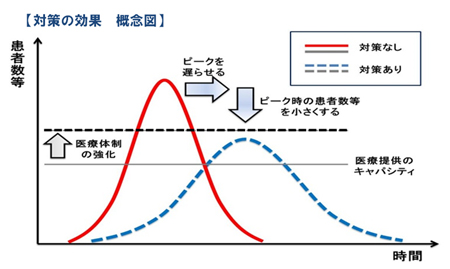 【対策の効果　概念図】
患者数等
対策なし
対策あり
ピークを
遅らせる
ピーク時の患者数等
を小さくする
医療体制
の強化
医療提供の
キャパシティ
時間